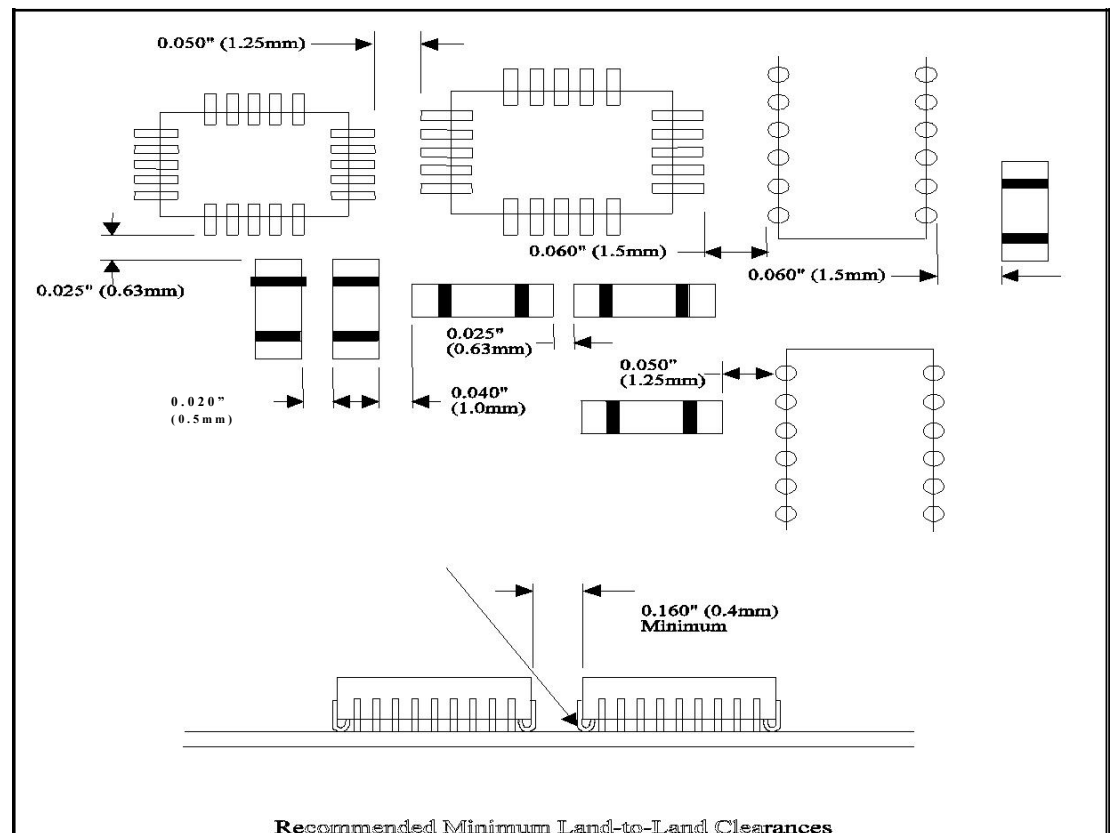 0.050" (1.25mm)
0.060" (1.5mm)
0.060" (1.5mm)
0.025" (0.63mm)
0.025"
(0.63mm)
0.050"
(1.25mm)
0.020"
(0.5mm)
0.040"
(1.0mm)
0.160" (0.4mm)
Minimum
Recommended Minimum Land-to-Land Clearances